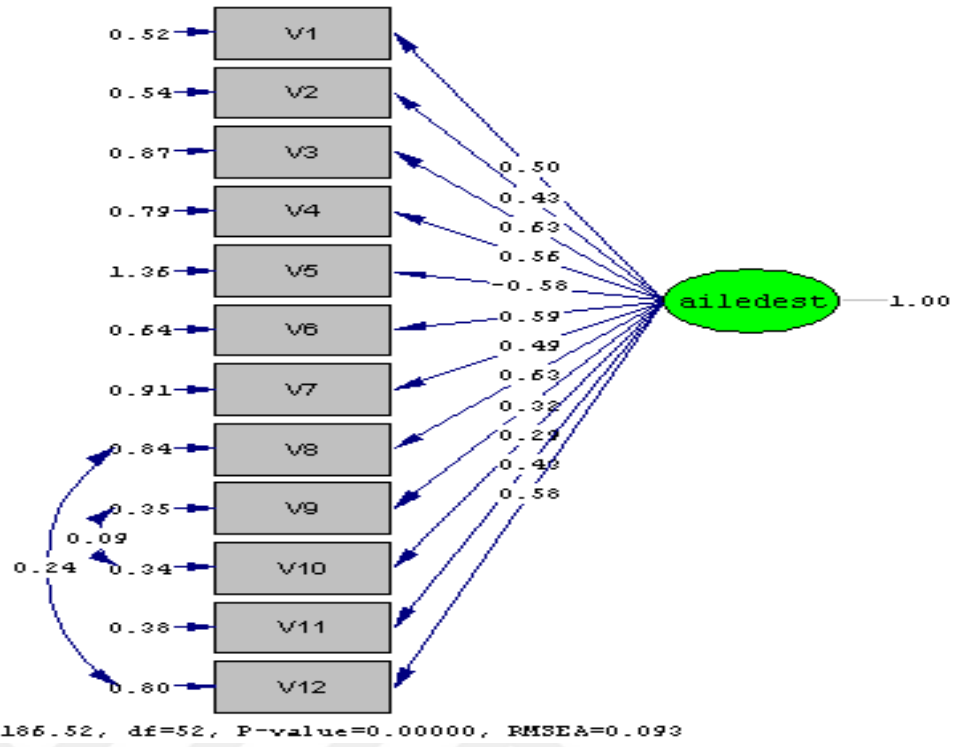 0.52 V1
0.54 V2
0.87 V3
0.79 V4
1.36 V5
0.64 V6
0.91 V7
0.84 V8
0.35 V9
0.34 V10
0.38 V11
0.80 V12
0.09
0.24
0.50
0.43
0.63
0.56
-0.58
0.59
0.49
0.63
0.32
0.29
0.43
0.58
ailedest 1.00
186.52, df=52, P-value=0.00000, RMSEA=0.093